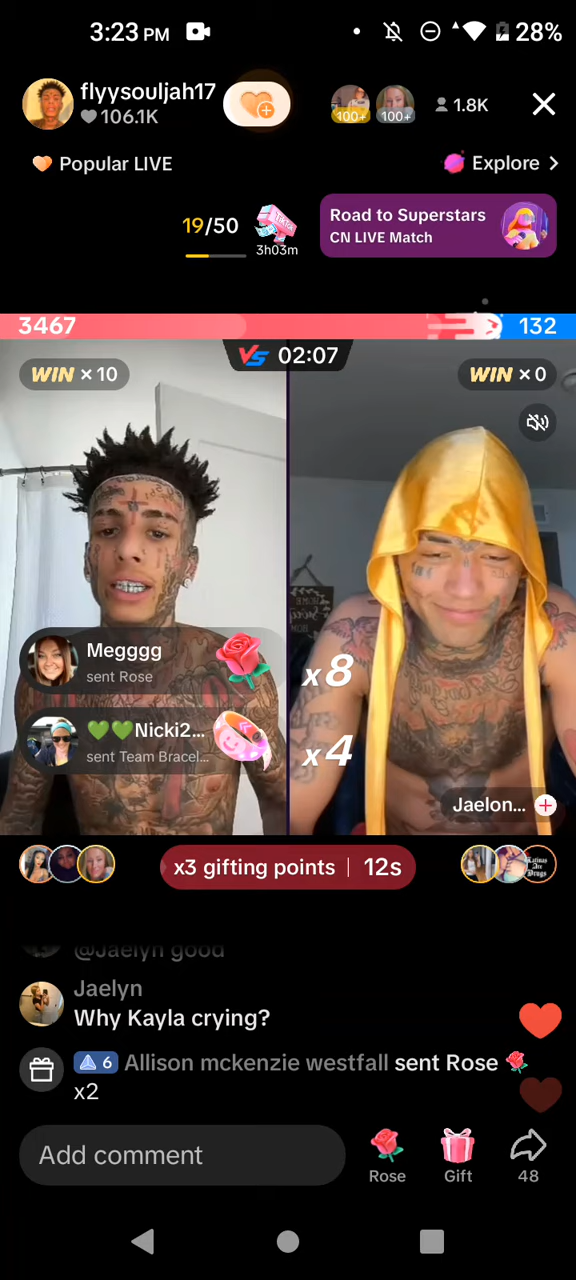 3:23 PM
28%
flyysouljah17
106.1K
100+
100+
1.8K
Popular LIVE
Explore >
19/50
TikTok
3h03m
Road to Superstars
CN LIVE Match
3467
132
VS 02:07
WIN × 10
WIN × 0
Megggg
sent Rose
x8
💚💚Nicki2...
sent Team Bracel...
x4
Jaelon...
x3 gifting points | 12s
@Jaelyn good
Jaelyn
Why Kayla crying?
6 Allison mckenzie westfall sent Rose 🌹
x2
Add comment
Rose
Gift
48